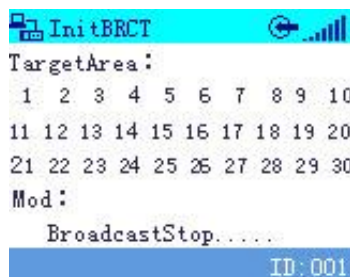 InitBRCT
TargetArea:
1 2 3 4 5 6 7 8 9 10
11 12 13 14 15 16 17 18 19 20
21 22 23 24 25 26 27 28 29 30
Mod:
BroadcastStop.....
ID:001